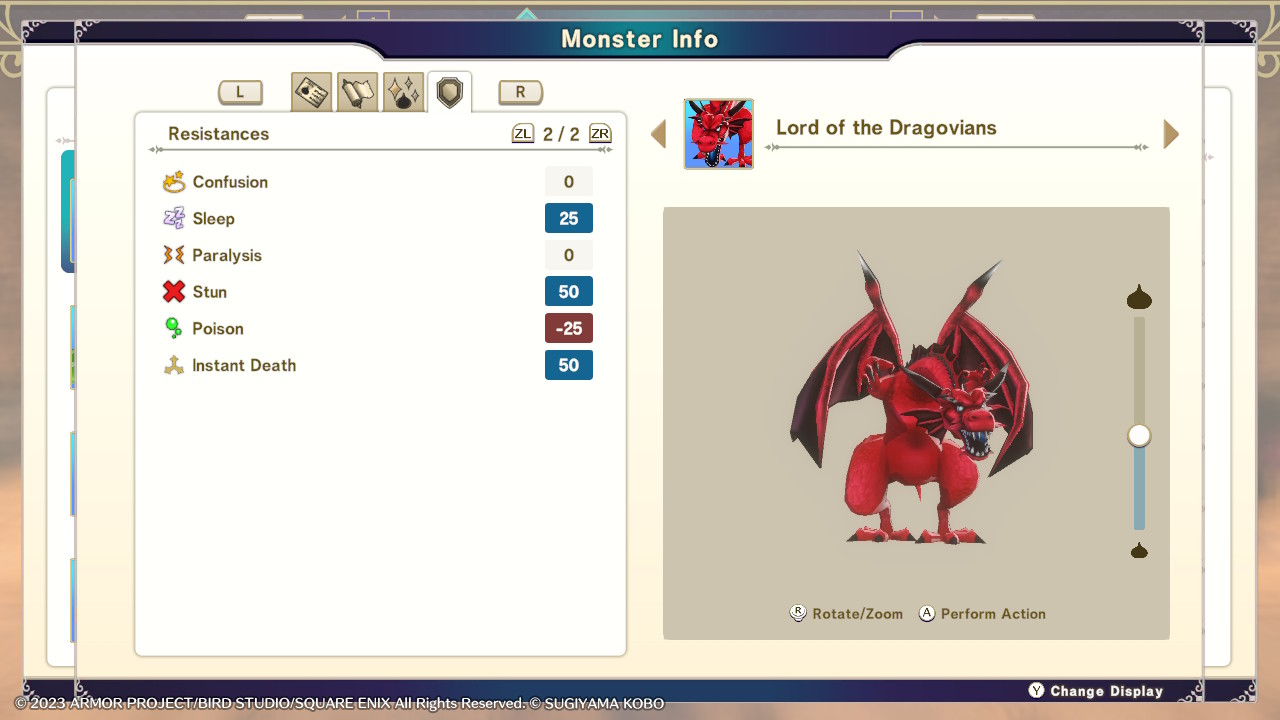 Monster Info
L
R
Resistances
ZL 2 / 2 ZR
Confusion 0
Sleep 25
Paralysis 0
Stun 50
Poison -25
Instant Death 50
Lord of the Dragovians
R Rotate/Zoom A Perform Action
Y Change Display
© 2023 ARMOR PROJECT/BIRD STUDIO/SQUARE ENIX All Rights Reserved. © SUGIYAMA KOBO